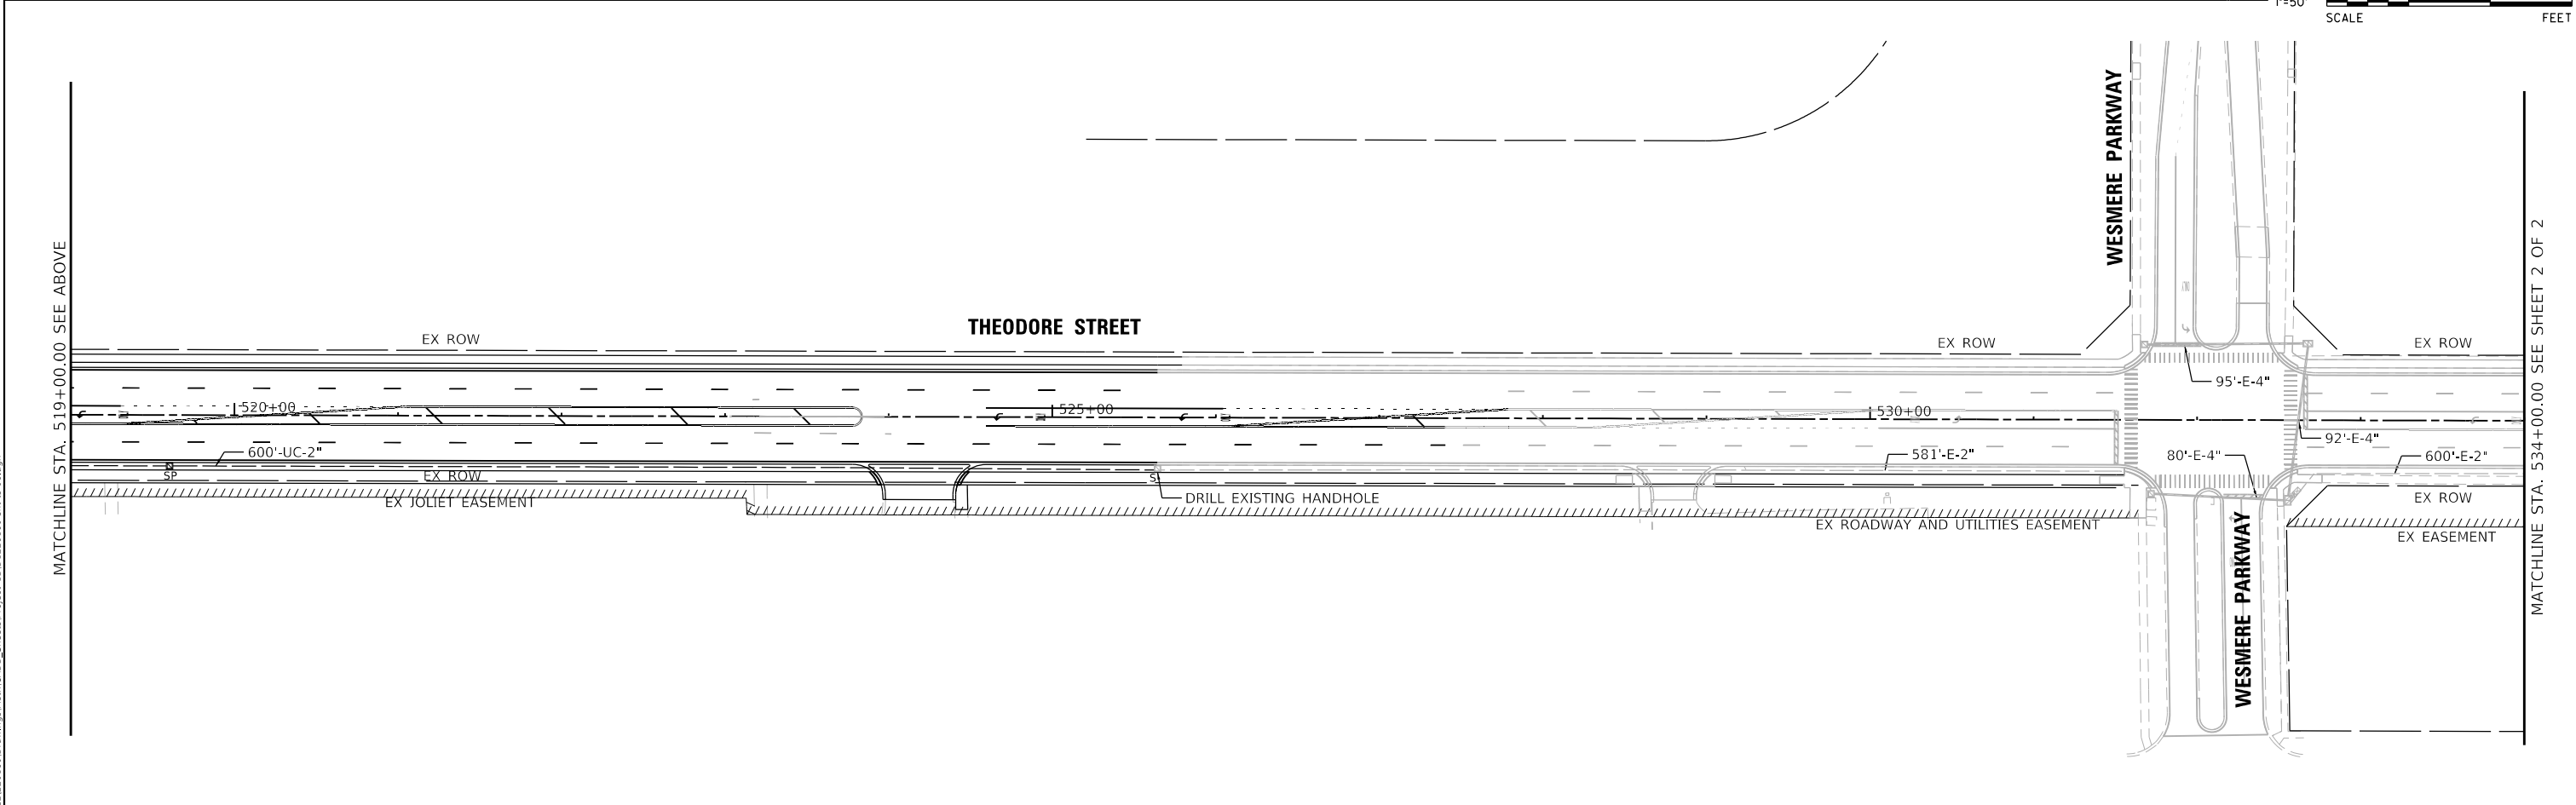 1"=50'
SCALE FEET
MATCHLINE STA. 519+00.00 SEE ABOVE
WESMERE PARKWAY
THEODORE STREET
EX ROW
EX ROW
EX ROW
95'-E-4"
520+00
525+00
530+00
92'-E-4"
600'-UC-2"
581'-E-2"
80'-E-4"
600'-E-2"
SP
EX ROW
EX JOLIET EASEMENT
DRILL EXISTING HANDHOLE
EX ROW
EX ROADWAY AND UTILITIES EASEMENT
EX EASEMENT
WESMERE PARKWAY
MATCHLINE STA. 534+00.00 SEE SHEET 2 OF 2